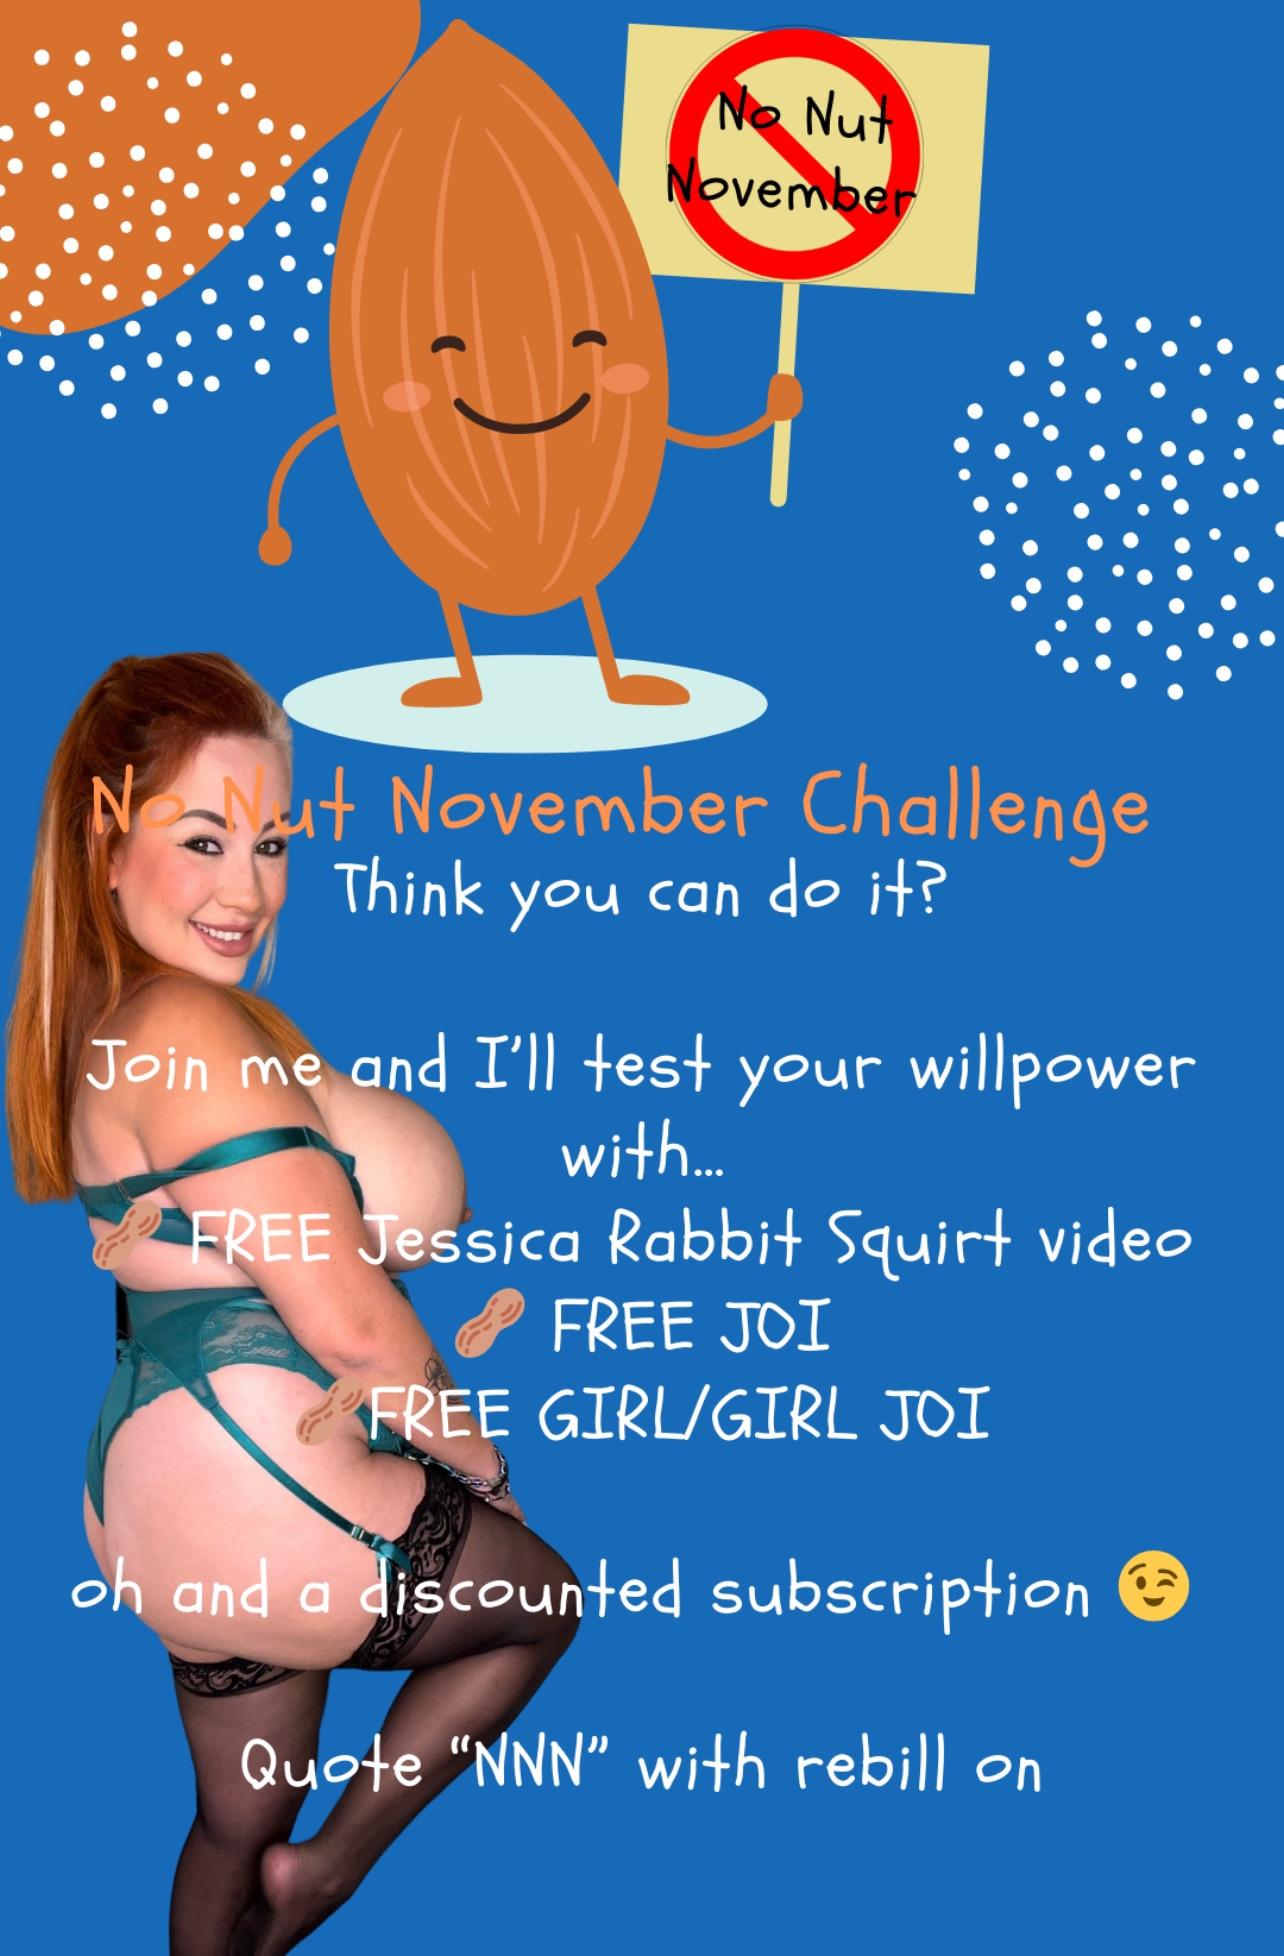 No Nut
November
No Nut November Challenge
Think you can do it?
Join me and I'll test your willpower
with...
🥜 FREE Jessica Rabbit Squirt video
🥜 FREE JOI
🥜FREE GIRL/GIRL JOI
oh and a discounted subscription 😉
Quote “NNN” with rebill on